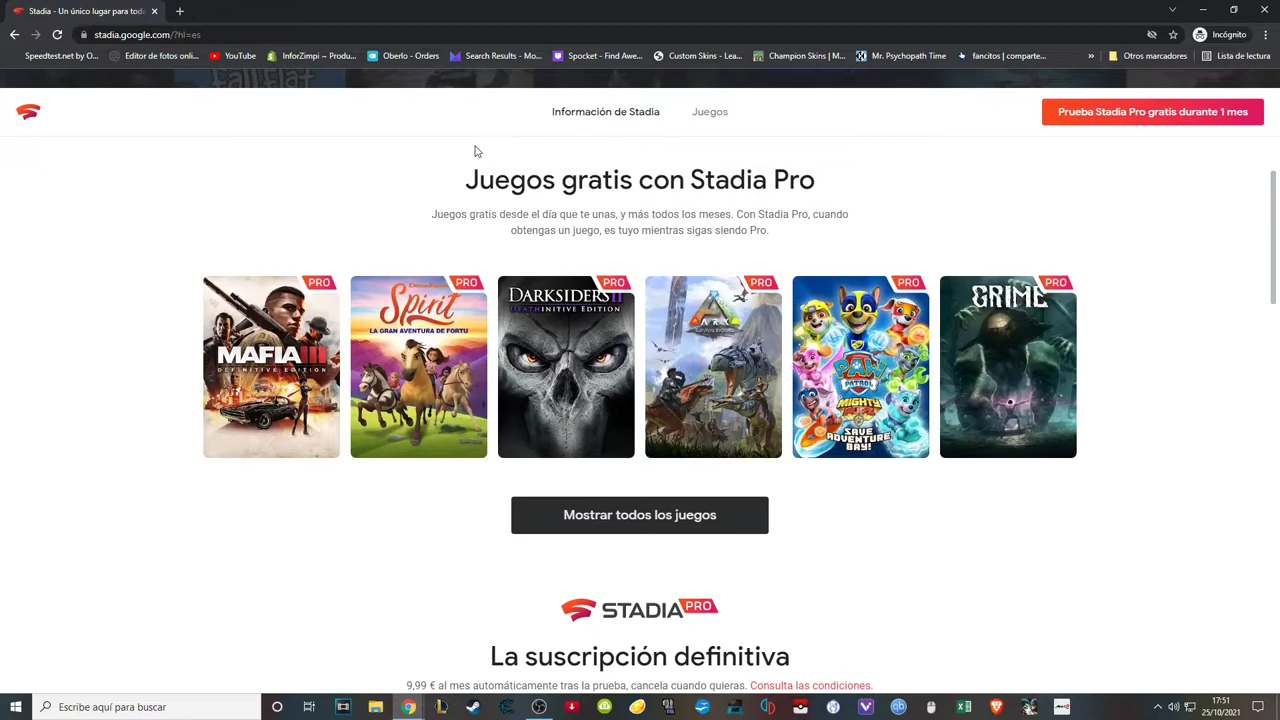 Stadia - Un único lugar para toda
stadia.google.com/?hl=es
Incógnito
Speedtest.net by O...
Editor de fotos onli...
YouTube
InforZimpi – Produ...
Oberlo - Orders
Search Results - Mo...
Spocket - Find Awe...
Custom Skins - Lea...
Champion Skins | M...
Mr. Psychopath Time
fancitos | comparte...
»
Otros marcadores
Lista de lectura
Información de Stadia
Juegos
Prueba Stadia Pro gratis durante 1 mes
Juegos gratis con Stadia Pro
Juegos gratis desde el día que te unas, y más todos los meses. Con Stadia Pro, cuando
obtengas un juego, es tuyo mientras sigas siendo Pro.
PRO
MAFIA III
DEFINITIVE EDITION
PRO
Spirit
LA GRAN AVENTURA DE FORTU
PRO
DARKSIDERS II
DEATHINITIVE EDITION
PRO
ARK
SURVIVAL EVOLVED
PRO
PAW
PATROL
MIGHTY
PUPS
SAVE
ADVENTURE
BAY!
PRO
GRIME
Mostrar todos los juegos
STADIA PRO
La suscripción definitiva
9,99 € al mes automáticamente tras la prueba, cancela cuando quieras. Consulta las condiciones.
Escribe aquí para buscar
17:51
25/10/2021